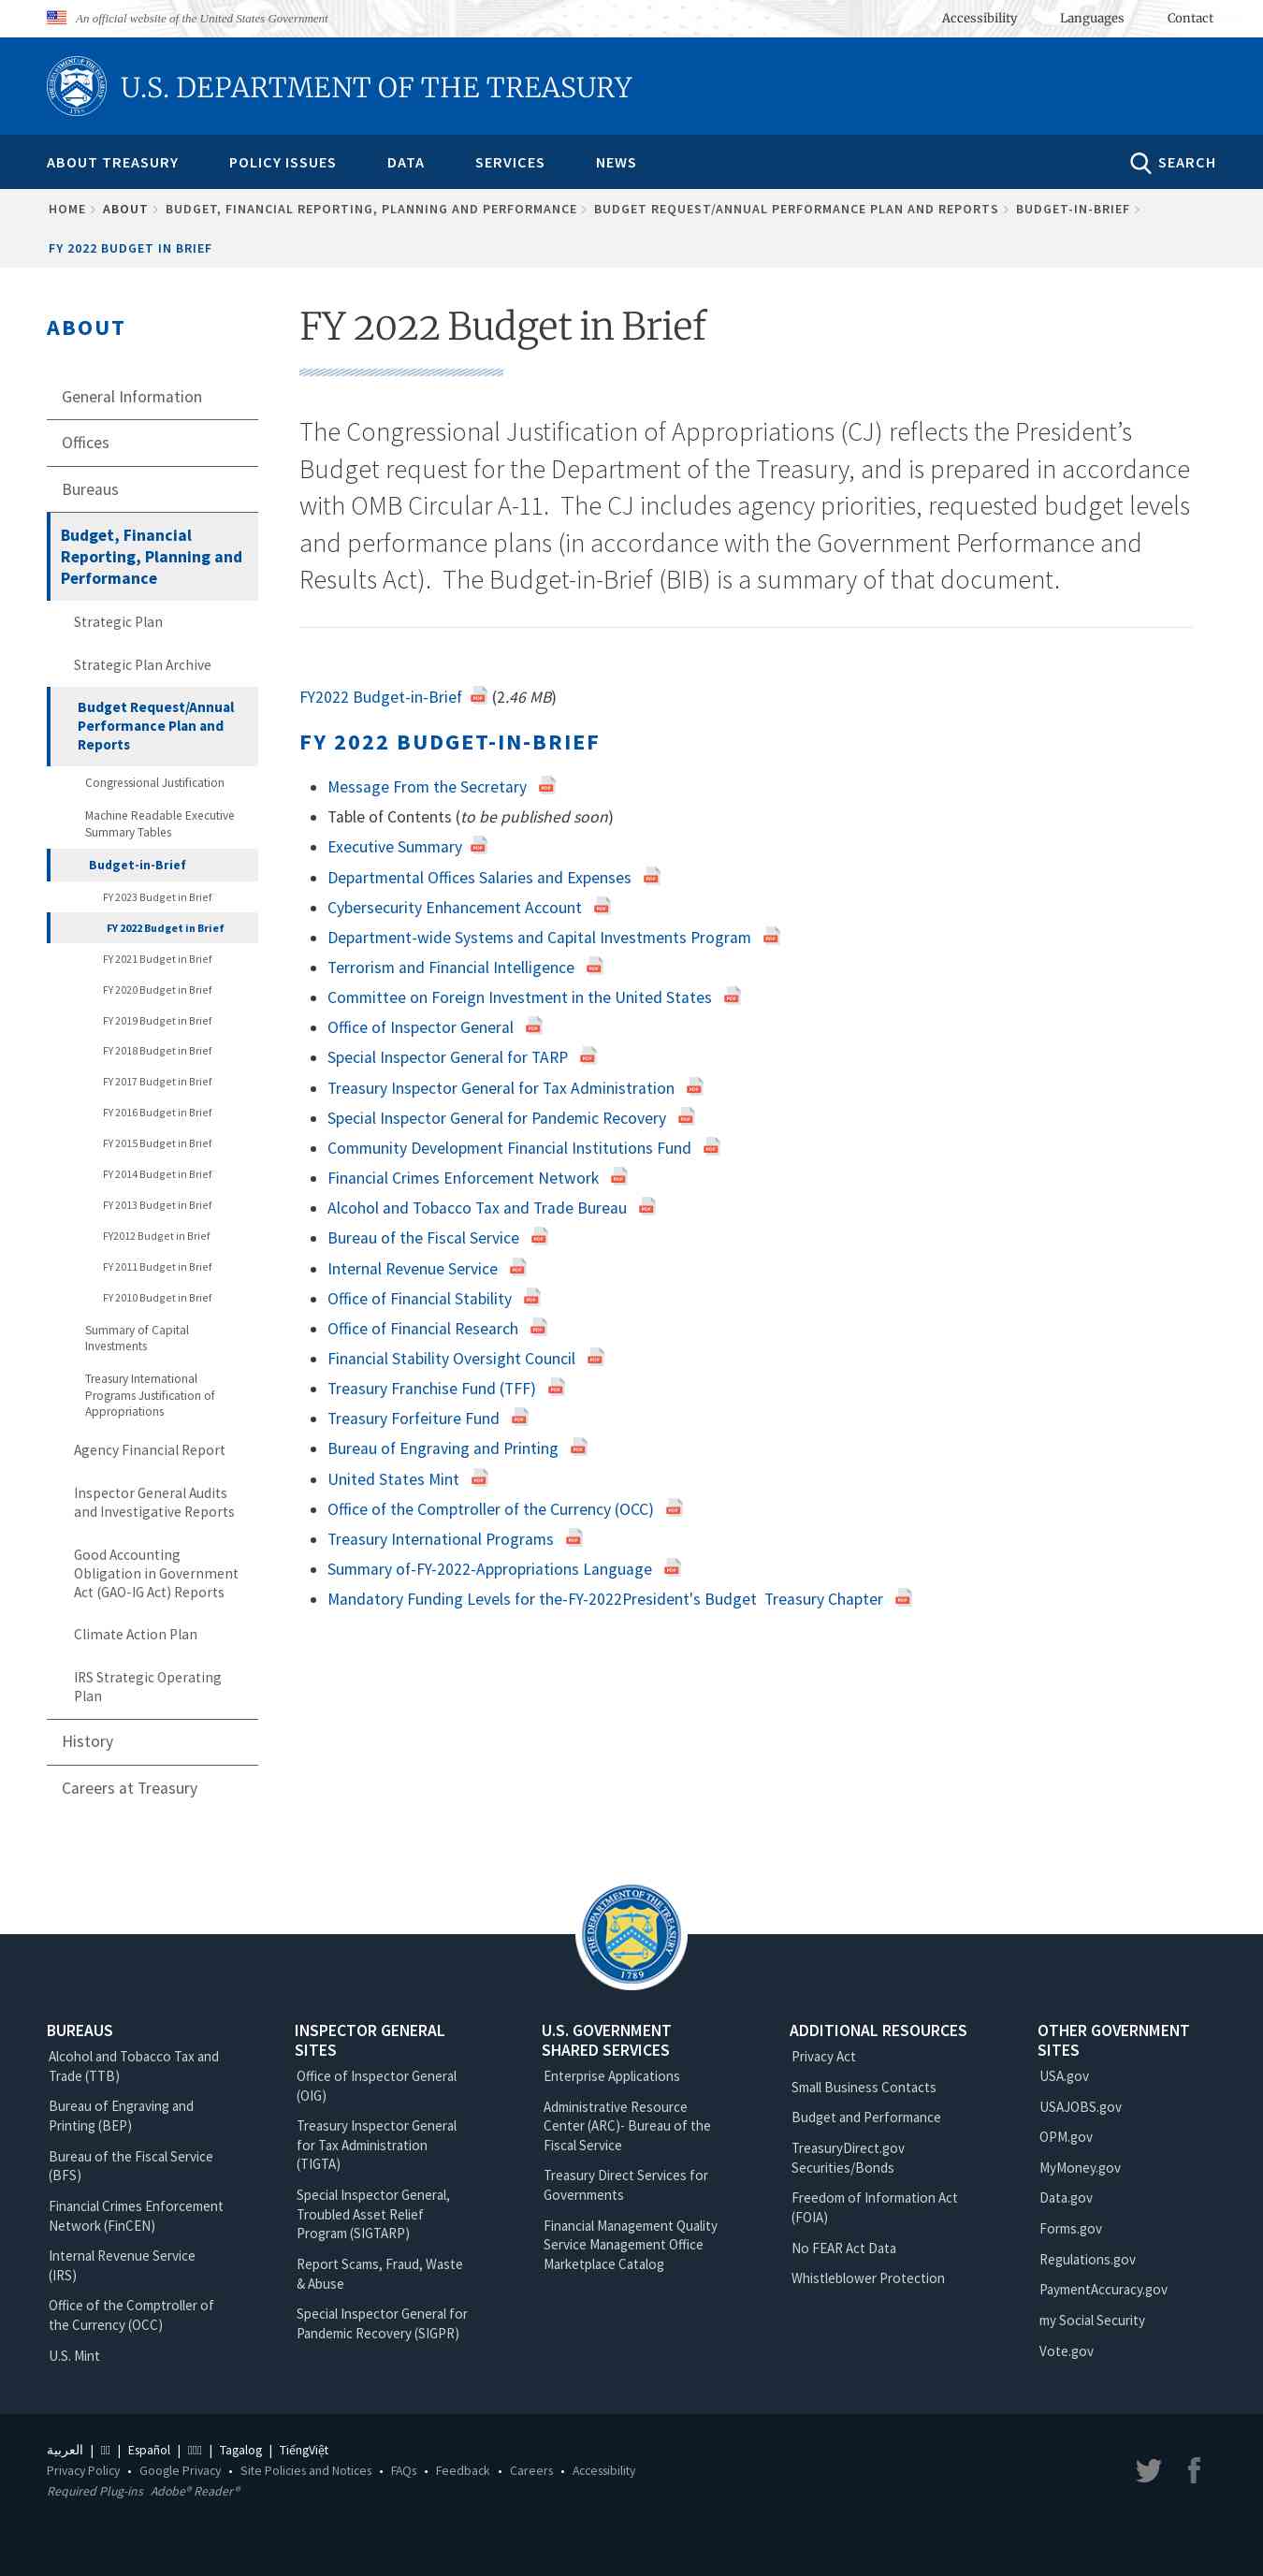 An official website of the United States Government
Accessibility
Languages
Contact
U.S. DEPARTMENT OF THE TREASURY
ABOUT TREASURY
POLICY ISSUES
DATA
SERVICES
NEWS
SEARCH
HOME > ABOUT > BUDGET, FINANCIAL REPORTING, PLANNING AND PERFORMANCE > BUDGET REQUEST/ANNUAL PERFORMANCE PLAN AND REPORTS > BUDGET-IN-BRIEF >
FY 2022 BUDGET IN BRIEF
ABOUT
General Information
Offices
Bureaus
Budget, Financial
Reporting, Planning and
Performance
Strategic Plan
Strategic Plan Archive
Budget Request/Annual
Performance Plan and
Reports
Congressional Justification
Machine Readable Executive
Summary Tables
Budget-in-Brief
FY 2023 Budget in Brief
FY 2022 Budget in Brief
FY 2021 Budget in Brief
FY 2020 Budget in Brief
FY 2019 Budget in Brief
FY 2018 Budget in Brief
FY 2017 Budget in Brief
FY 2016 Budget in Brief
FY 2015 Budget in Brief
FY 2014 Budget in Brief
FY 2013 Budget in Brief
FY2012 Budget in Brief
FY 2011 Budget in Brief
FY 2010 Budget in Brief
Summary of Capital
Investments
Treasury International
Programs Justification of
Appropriations
Agency Financial Report
Inspector General Audits
and Investigative Reports
Good Accounting
Obligation in Government
Act (GAO-IG Act) Reports
Climate Action Plan
IRS Strategic Operating
Plan
History
Careers at Treasury
FY 2022 Budget in Brief
The Congressional Justification of Appropriations (CJ) reflects the President’s
Budget request for the Department of the Treasury, and is prepared in accordance
with OMB Circular A-11.  The CJ includes agency priorities, requested budget levels
and performance plans (in accordance with the Government Performance and
Results Act).  The Budget-in-Brief (BIB) is a summary of that document.
FY2022 Budget-in-Brief (2.46 MB)
FY 2022 BUDGET-IN-BRIEF
Message From the Secretary
Table of Contents (to be published soon)
Executive Summary
Departmental Offices Salaries and Expenses
Cybersecurity Enhancement Account
Department-wide Systems and Capital Investments Program
Terrorism and Financial Intelligence
Committee on Foreign Investment in the United States
Office of Inspector General
Special Inspector General for TARP
Treasury Inspector General for Tax Administration
Special Inspector General for Pandemic Recovery
Community Development Financial Institutions Fund
Financial Crimes Enforcement Network
Alcohol and Tobacco Tax and Trade Bureau
Bureau of the Fiscal Service
Internal Revenue Service
Office of Financial Stability
Office of Financial Research
Financial Stability Oversight Council
Treasury Franchise Fund (TFF)
Treasury Forfeiture Fund
Bureau of Engraving and Printing
United States Mint
Office of the Comptroller of the Currency (OCC)
Treasury International Programs
Summary of-FY-2022-Appropriations Language
Mandatory Funding Levels for the-FY-2022President's Budget  Treasury Chapter
THE DEPARTMENT OF THE TREASURY
1789
BUREAUS
Alcohol and Tobacco Tax and
Trade (TTB)
Bureau of Engraving and
Printing (BEP)
Bureau of the Fiscal Service
(BFS)
Financial Crimes Enforcement
Network (FinCEN)
Internal Revenue Service
(IRS)
Office of the Comptroller of
the Currency (OCC)
U.S. Mint
INSPECTOR GENERAL
SITES
Office of Inspector General
(OIG)
Treasury Inspector General
for Tax Administration
(TIGTA)
Special Inspector General,
Troubled Asset Relief
Program (SIGTARP)
Report Scams, Fraud, Waste
& Abuse
Special Inspector General for
Pandemic Recovery (SIGPR)
U.S. GOVERNMENT
SHARED SERVICES
Enterprise Applications
Administrative Resource
Center (ARC)- Bureau of the
Fiscal Service
Treasury Direct Services for
Governments
Financial Management Quality
Service Management Office
Marketplace Catalog
ADDITIONAL RESOURCES
Privacy Act
Small Business Contacts
Budget and Performance
TreasuryDirect.gov
Securities/Bonds
Freedom of Information Act
(FOIA)
No FEAR Act Data
Whistleblower Protection
OTHER GOVERNMENT
SITES
USA.gov
USAJOBS.gov
OPM.gov
MyMoney.gov
Data.gov
Forms.gov
Regulations.gov
PaymentAccuracy.gov
my Social Security
Vote.gov
العربية | | Español | | Tagalog | TiếngViệt
Privacy Policy • Google Privacy • Site Policies and Notices • FAQs • Feedback • Careers • Accessibility
Required Plug-ins Adobe® Reader®